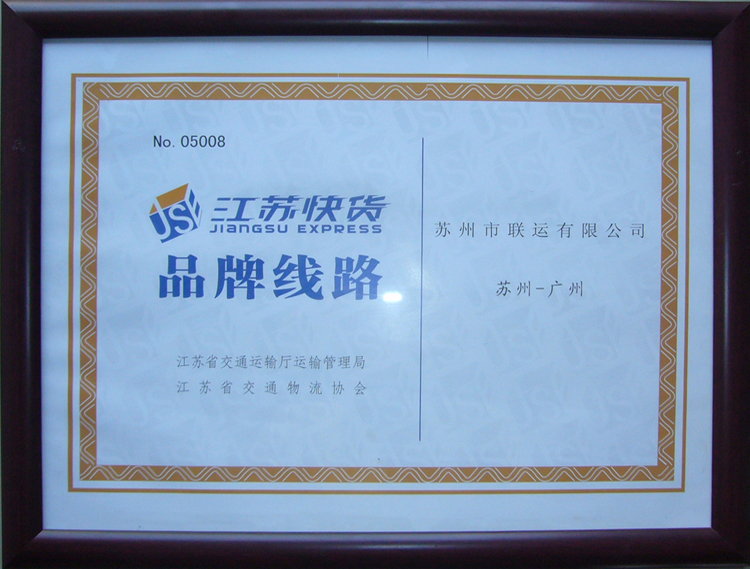 No. 05008
JSE
江苏快货
JIANGSU EXPRESS
品牌线路
江苏省交通运输厅运输管理局
江苏省交通物流协会
苏州市联运有限公司
苏州-广州